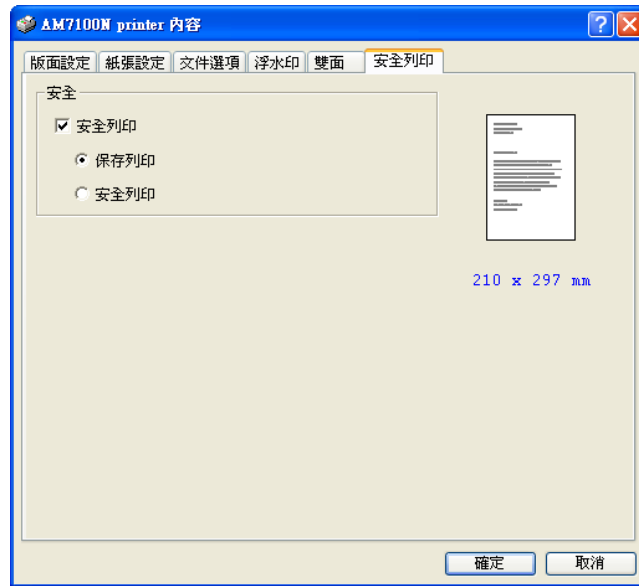 AM7100N printer 內容
版面設定 紙張設定 文件選項 浮水印 雙面 安全列印
安全
安全列印
保存列印
安全列印
210 x 297 mm
確定 取消